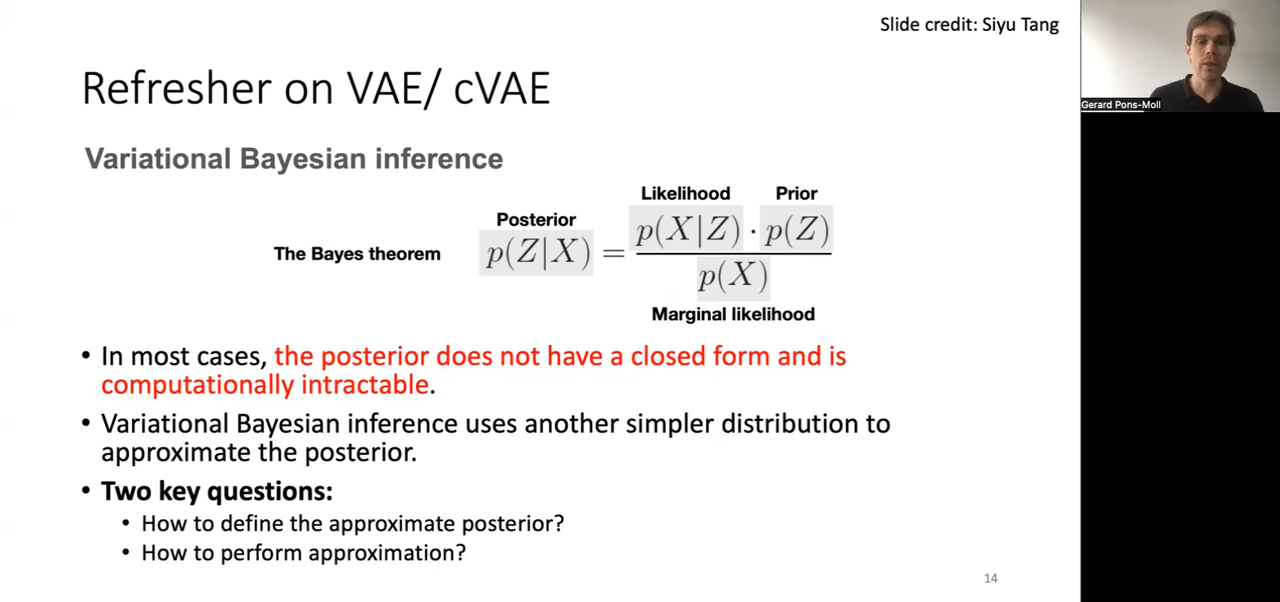 Slide credit: Siyu Tang
Gerard Pons-Moll
Refresher on VAE/ cVAE
Variational Bayesian inference
Likelihood Prior
Posterior
The Bayes theorem p(Z|X) = p(X|Z) · p(Z)
p(X)
Marginal likelihood
• In most cases, the posterior does not have a closed form and is
computationally intractable.
• Variational Bayesian inference uses another simpler distribution to
approximate the posterior.
• Two key questions:
• How to define the approximate posterior?
• How to perform approximation?
14